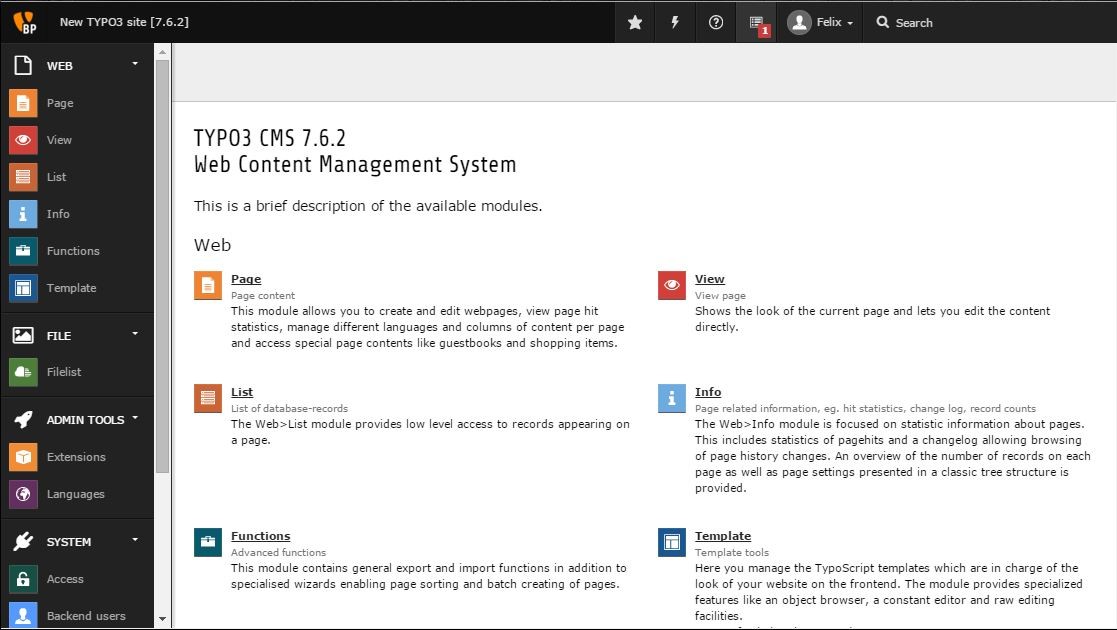 BP
New TYPO3 site [7.6.2]
1
Felix
Search
WEB
Page
View
List
Info
Functions
Template
FILE
Filelist
ADMIN TOOLS
Extensions
Languages
SYSTEM
Access
Backend users
TYPO3 CMS 7.6.2
Web Content Management System
This is a brief description of the available modules.
Web
Page
Page content
This module allows you to create and edit webpages, view page hit
statistics, manage different languages and columns of content per page
and access special page contents like guestbooks and shopping items.
View
View page
Shows the look of the current page and lets you edit the content
directly.
List
List of database-records
The Web>List module provides low level access to records appearing on
a page.
Info
Page related information, eg. hit statistics, change log, record counts
The Web>Info module is focused on statistic information about pages.
This includes statistics of pagehits and a changelog allowing browsing
of page history changes. An overview of the number of records on each
page as well as page settings presented in a classic tree structure is
provided.
Functions
Advanced functions
This module contains general export and import functions in addition to
specialised wizards enabling page sorting and batch creating of pages.
Template
Template tools
Here you manage the TypoScript templates which are in charge of the
look of your website on the frontend. The module provides specialized
features like an object browser, a constant editor and raw editing
facilities.